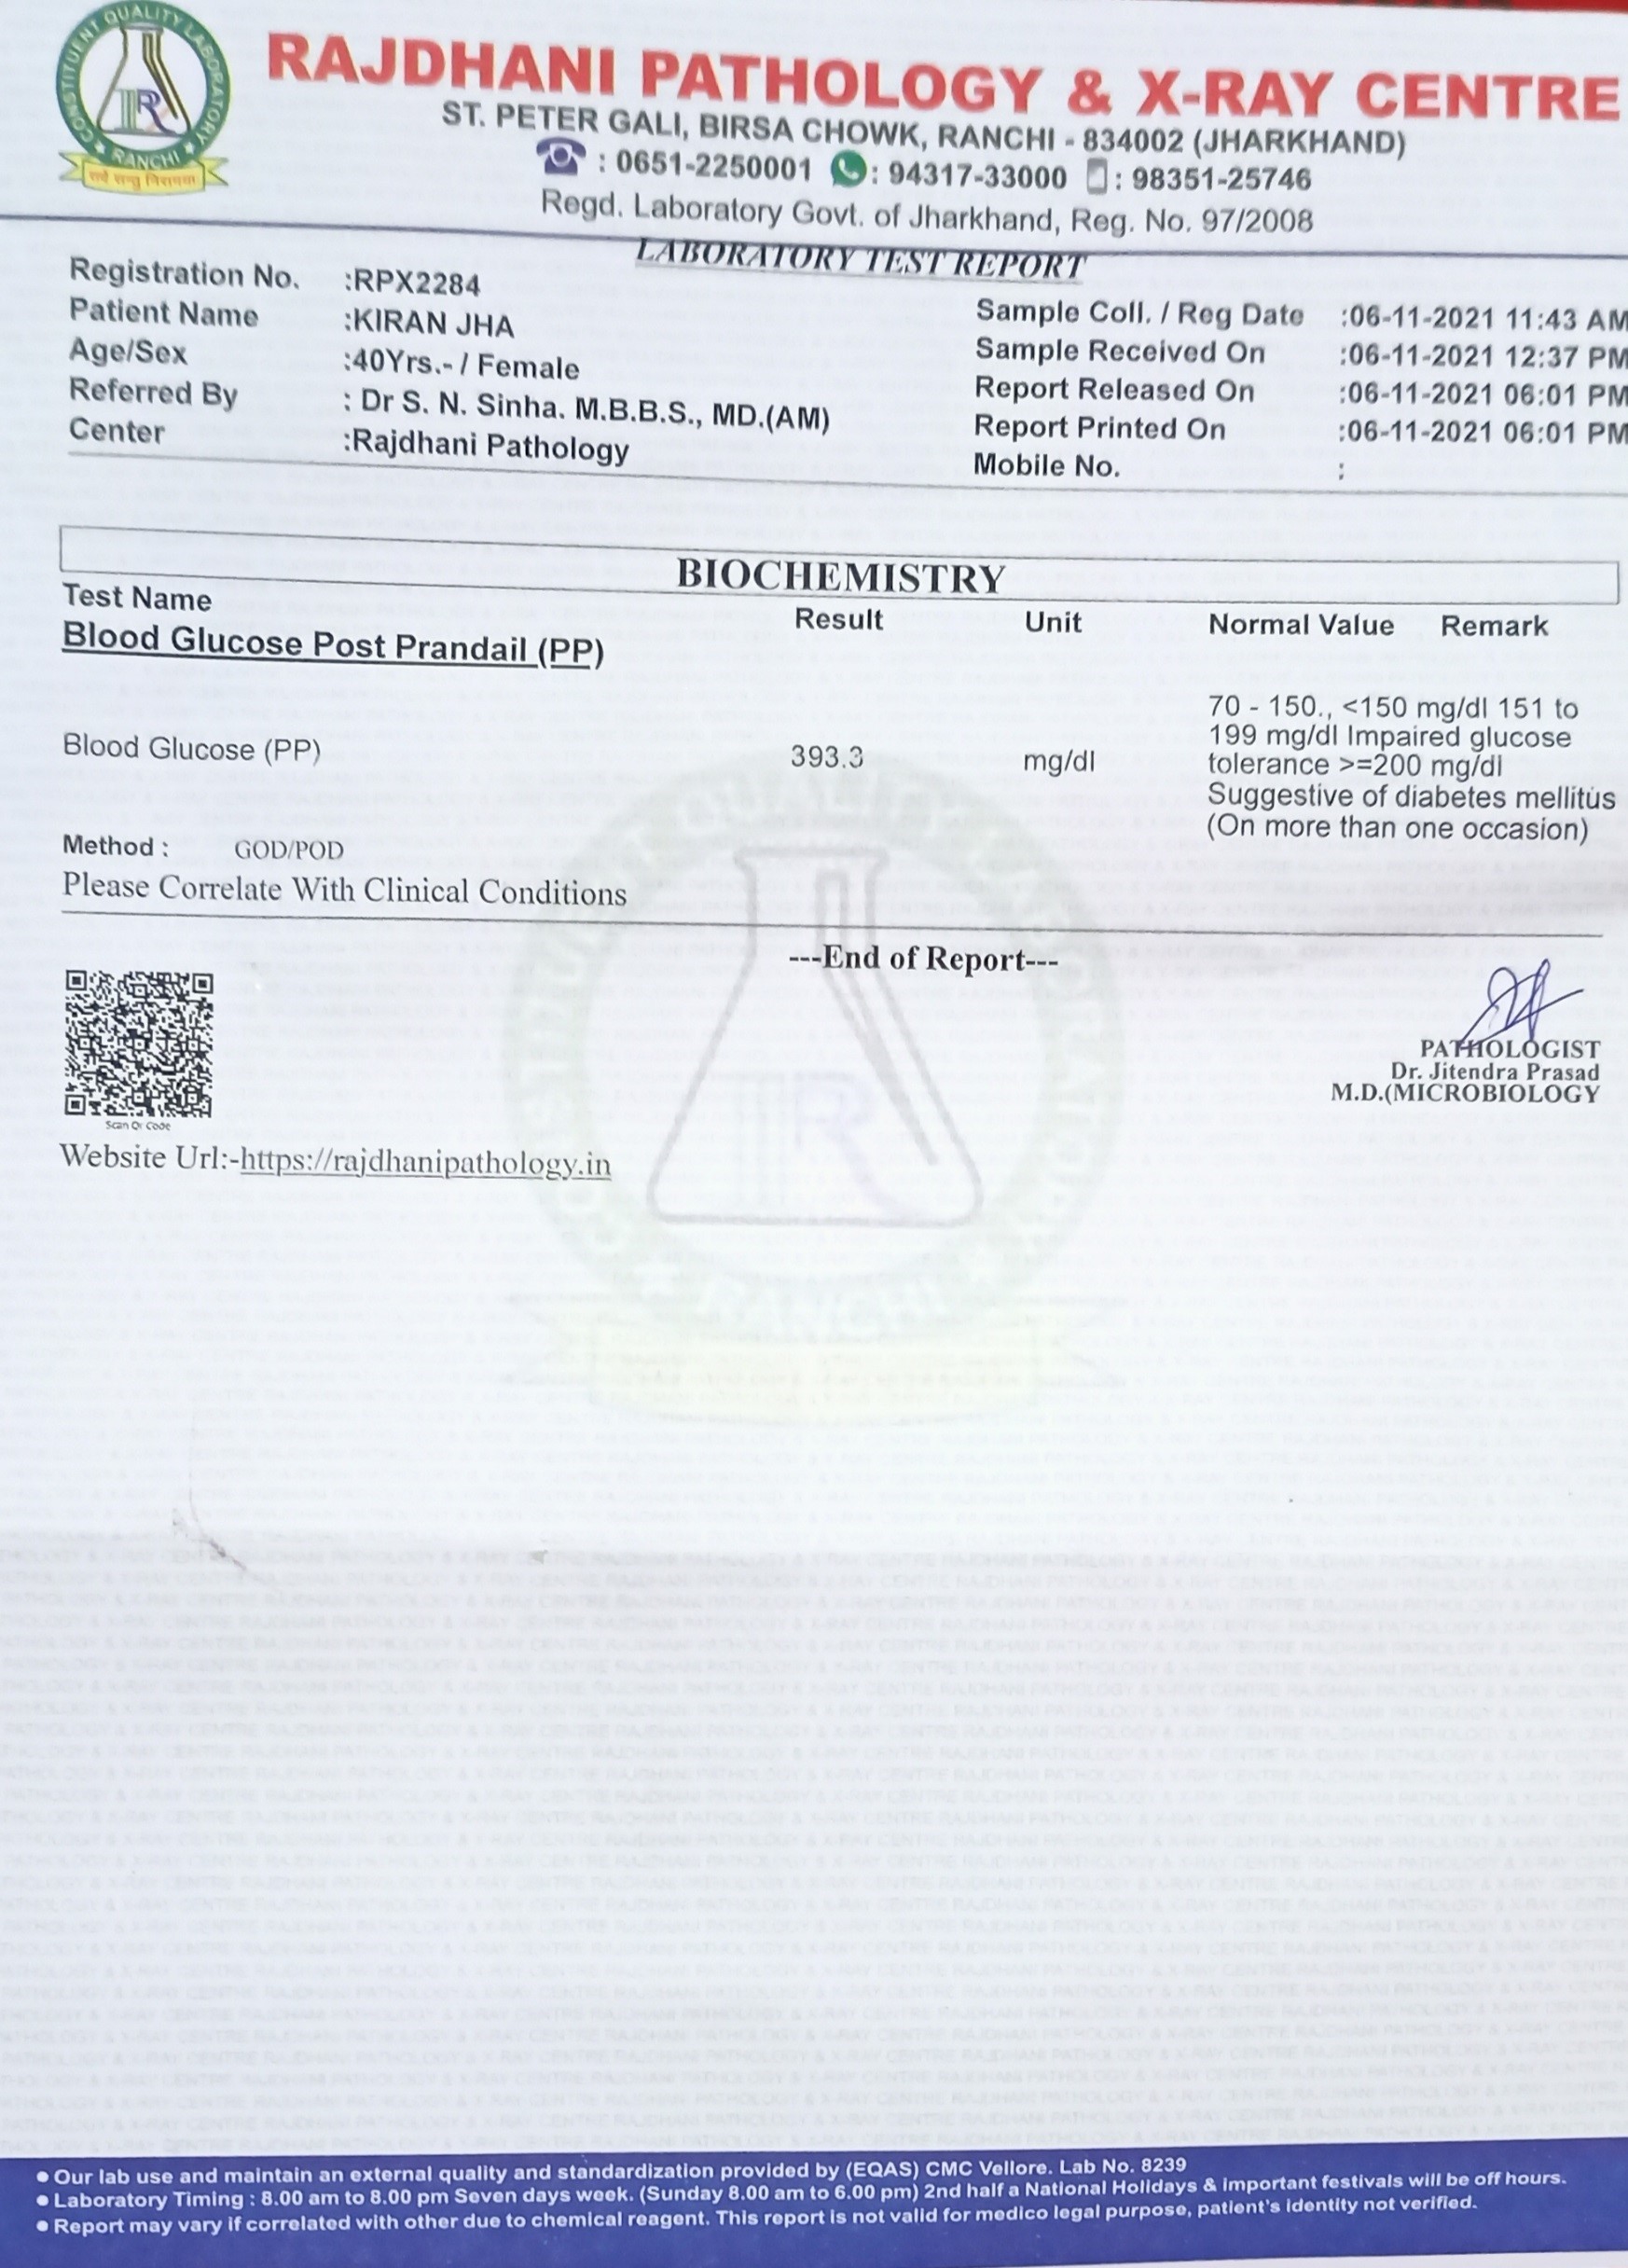 CONSTITUENT QUALITY LABORATORY
RANCHI
सर्वे सन्तु निरामया
RAJDHANI PATHOLOGY & X-RAY CENTRE
ST. PETER GALI, BIRSA CHOWK, RANCHI - 834002 (JHARKHAND)
: 0651-2250001 : 94317-33000 : 98351-25746
Regd. Laboratory Govt. of Jharkhand, Reg. No. 97/2008
LABORATORY TEST REPORT
Registration No. :RPX2284
Patient Name :KIRAN JHA
Age/Sex :40Yrs.- / Female
Referred By : Dr S. N. Sinha. M.B.B.S., MD.(AM)
Center :Rajdhani Pathology
Sample Coll. / Reg Date :06-11-2021 11:43 AM
Sample Received On :06-11-2021 12:37 PM
Report Released On :06-11-2021 06:01 PM
Report Printed On :06-11-2021 06:01 PM
Mobile No. :
BIOCHEMISTRY
Test Name Result Unit Normal Value Remark
Blood Glucose Post Prandail (PP)
Blood Glucose (PP) 393.3 mg/dl
70 - 150., <150 mg/dl 151 to
199 mg/dl Impaired glucose
tolerance >=200 mg/dl
Suggestive of diabetes mellitus
(On more than one occasion)
Method : GOD/POD
Please Correlate With Clinical Conditions
---End of Report---
Scan Qr Code
PATHOLOGIST
Dr. Jitendra Prasad
M.D.(MICROBIOLOGY
Website Url:-https://rajdhanipathology.in
● Our lab use and maintain an external quality and standardization provided by (EQAS) CMC Vellore. Lab No. 8239
● Laboratory Timing : 8.00 am to 8.00 pm Seven days week. (Sunday 8.00 am to 6.00 pm) 2nd half a National Holidays & important festivals will be off hours.
● Report may vary if correlated with other due to chemical reagent. This report is not valid for medico legal purpose, patient's identity not verified.